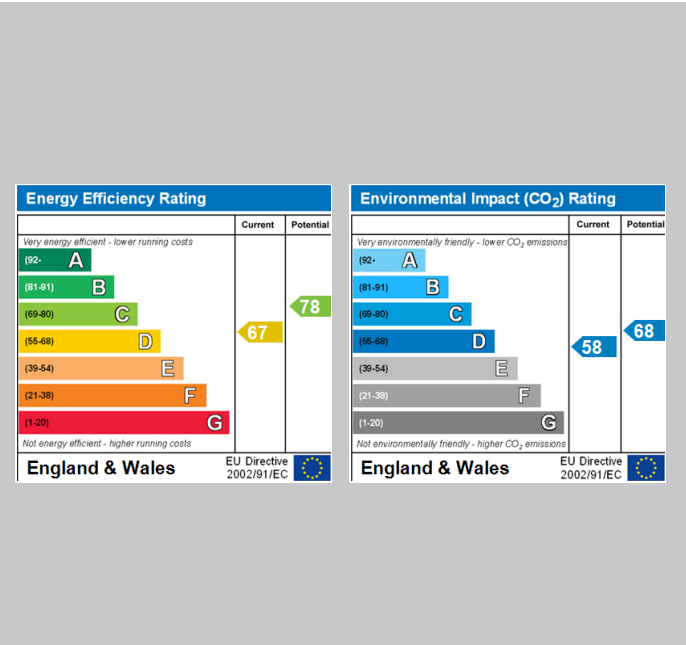 Energy Efficiency Rating
Current Potential
Very energy efficient - lower running costs
(92- A
(81-91) B
(69-80) C
(55-68) D
(39-54) E
(21-38) F
(1-20) G
67
78
Not energy efficient - higher running costs
England & Wales
EU Directive
2002/91/EC
Environmental Impact (CO₂) Rating
Current Potential
Very environmentally friendly - lower CO₂ emissions
(92- A
(81-91) B
(69-80) C
(55-68) D
(39-54) E
(21-38) F
(1-20) G
58
68
Not environmentally friendly - higher CO₂ emissions
England & Wales
EU Directive
2002/91/EC